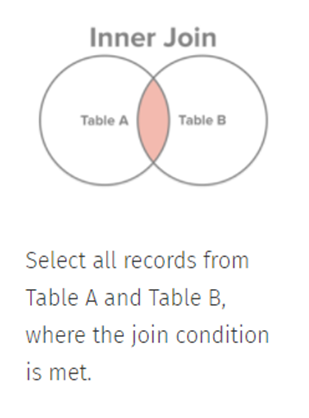 Inner Join
Table A
Table B
Select all records from
Table A and Table B,
where the join condition
is met.